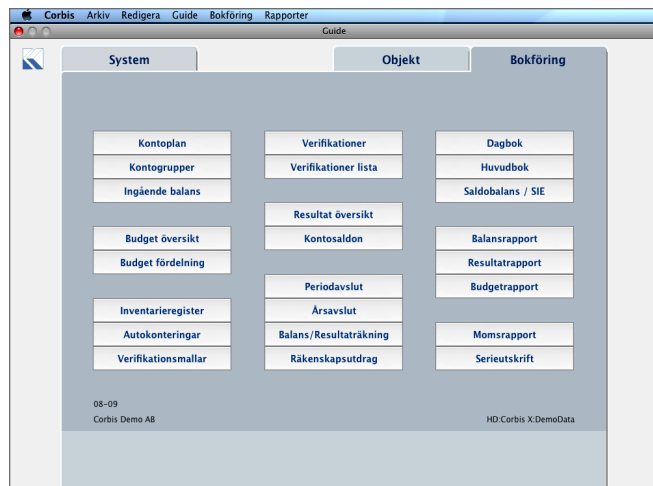 Corbis Arkiv Redigera Guide Bokföring Rapporter
Guide
System Objekt Bokföring
Kontoplan Verifikationer Dagbok
Kontogrupper Verifikationer lista Huvudbok
Ingående balans Saldobalans / SIE
Resultat översikt
Budget översikt Kontosaldon Balansrapport
Budget fördelning Resultatrapport
Periodavslut Budgetrapport
Inventarieregister Årsavslut
Autokonteringar Balans/Resultaträkning Momsrapport
Verifikationsmallar Räkenskapsutdrag Serieutskrift
08-09
Corbis Demo AB HD:Corbis X:DemoData